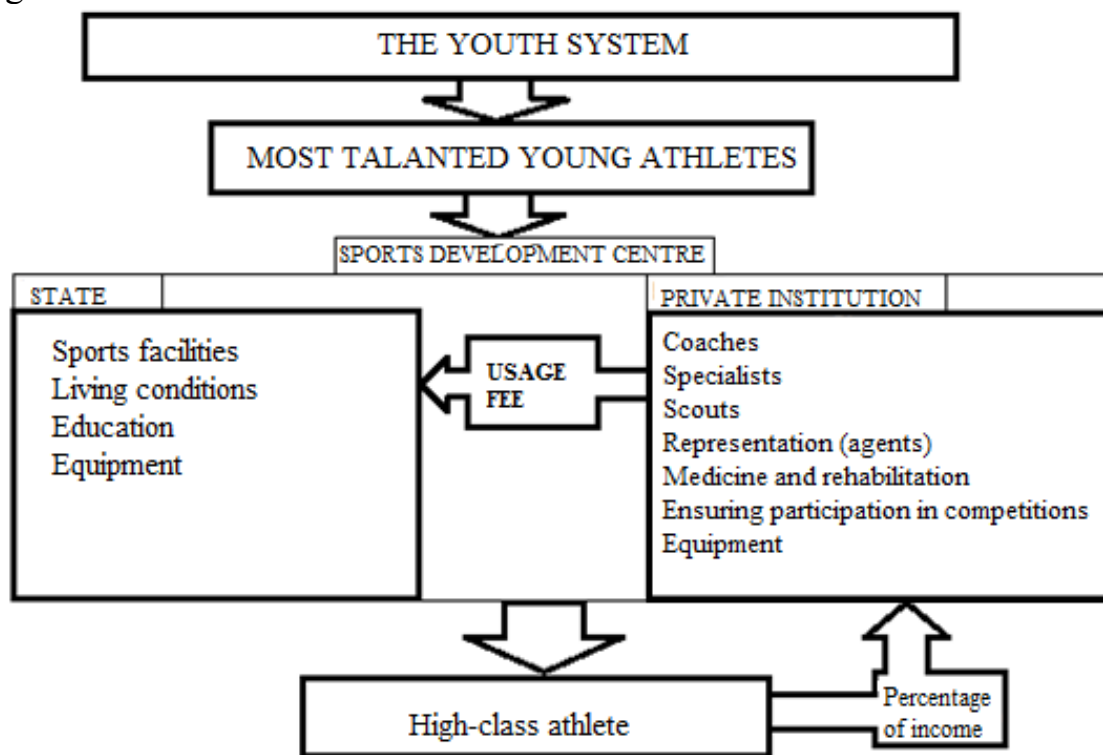 THE YOUTH SYSTEM
MOST TALANTED YOUNG ATHLETES
SPORTS DEVELOPMENT CENTRE
STATE
Sports facilities
Living conditions
Education
Equipment
USAGE
FEE
PRIVATE INSTITUTION
Coaches
Specialists
Scouts
Representation (agents)
Medicine and rehabilitation
Ensuring participation in competitions
Equipment
High-class athlete
Percentage
of income